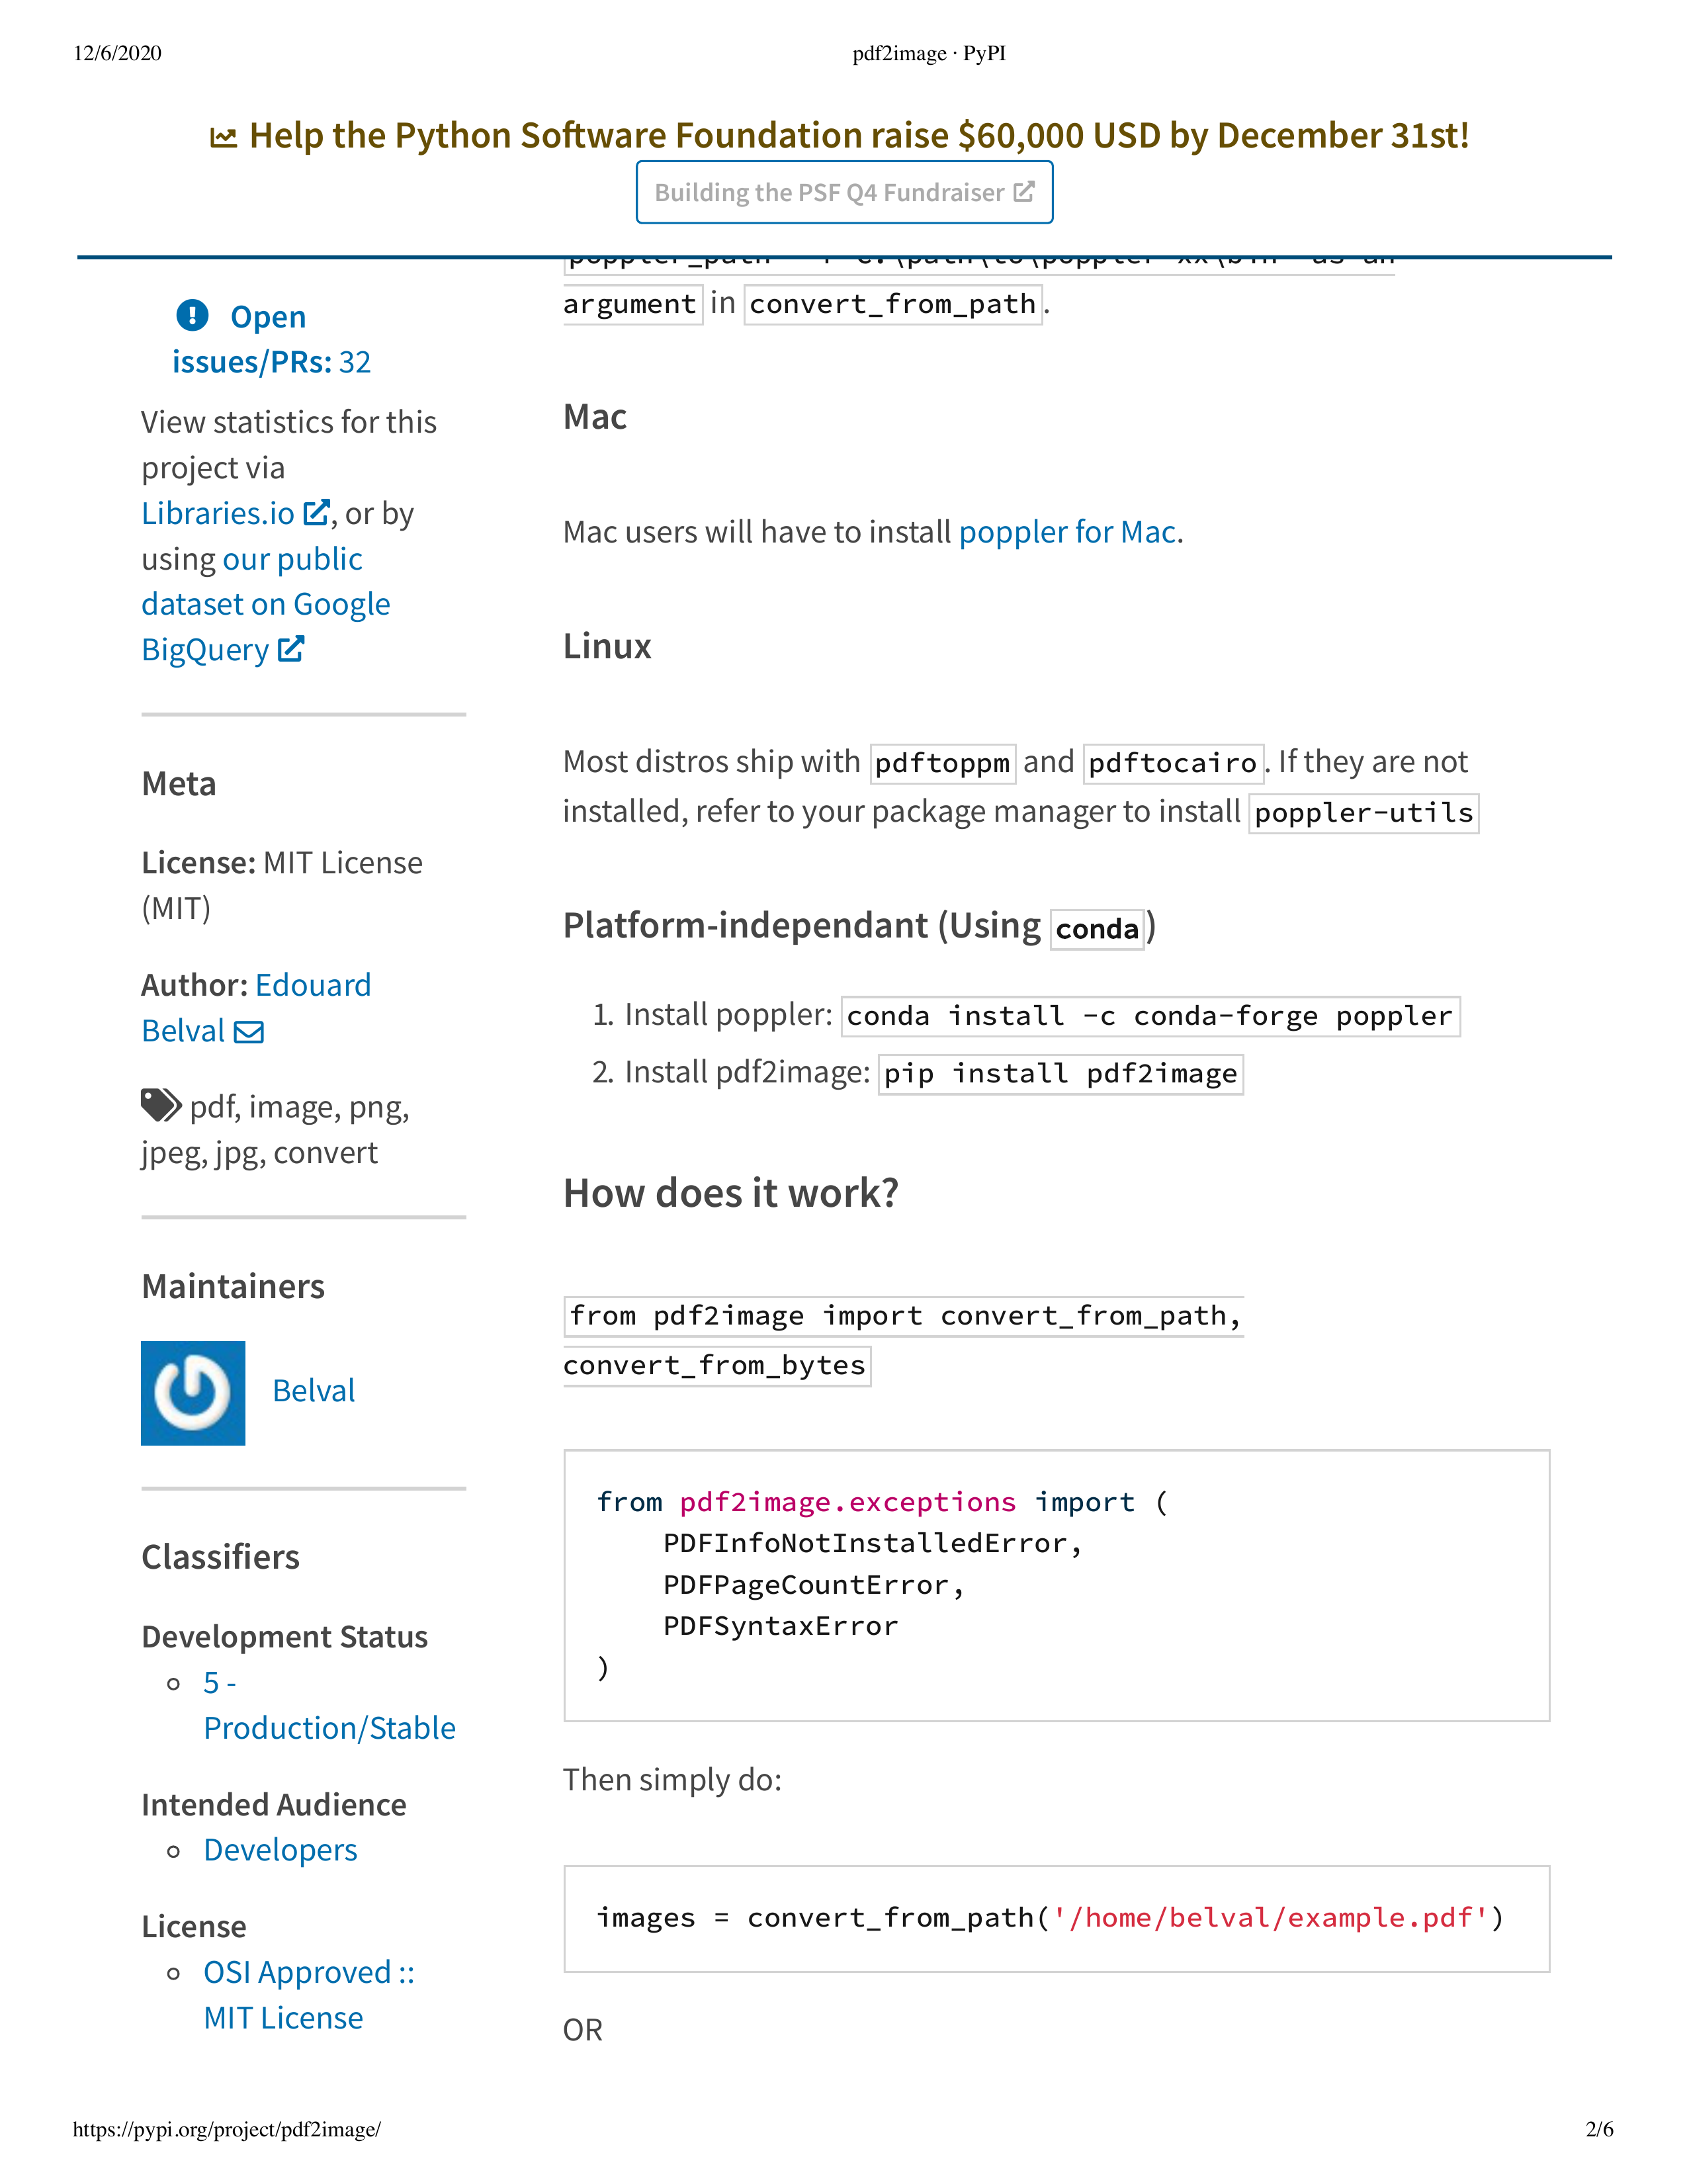 12/6/2020
pdf2image · PyPI
Help the Python Software Foundation raise $60,000 USD by December 31st!
Building the PSF Q4 Fundraiser
Open
issues/PRs: 32
View statistics for this
project via
Libraries.io , or by
using our public
dataset on Google
BigQuery
Meta
License: MIT License
(MIT)
Author: Edouard
Belval
pdf, image, png,
jpeg, jpg, convert
Maintainers
Belval
Classifiers
Development Status
5 -
Production/Stable
Intended Audience
Developers
License
OSI Approved ::
MIT License
argument in convert_from_path.
Mac
Mac users will have to install poppler for Mac.
Linux
Most distros ship with pdftoppm and pdftocairo. If they are not
installed, refer to your package manager to install poppler-utils
Platform-independant (Using conda)
1. Install poppler: conda install -c conda-forge poppler
2. Install pdf2image: pip install pdf2image
How does it work?
from pdf2image import convert_from_path,
convert_from_bytes
from pdf2image.exceptions import (
    PDFInfoNotInstalledError,
    PDFPageCountError,
    PDFSyntaxError
)
Then simply do:
images = convert_from_path('/home/belval/example.pdf')
OR
https://pypi.org/project/pdf2image/
2/6